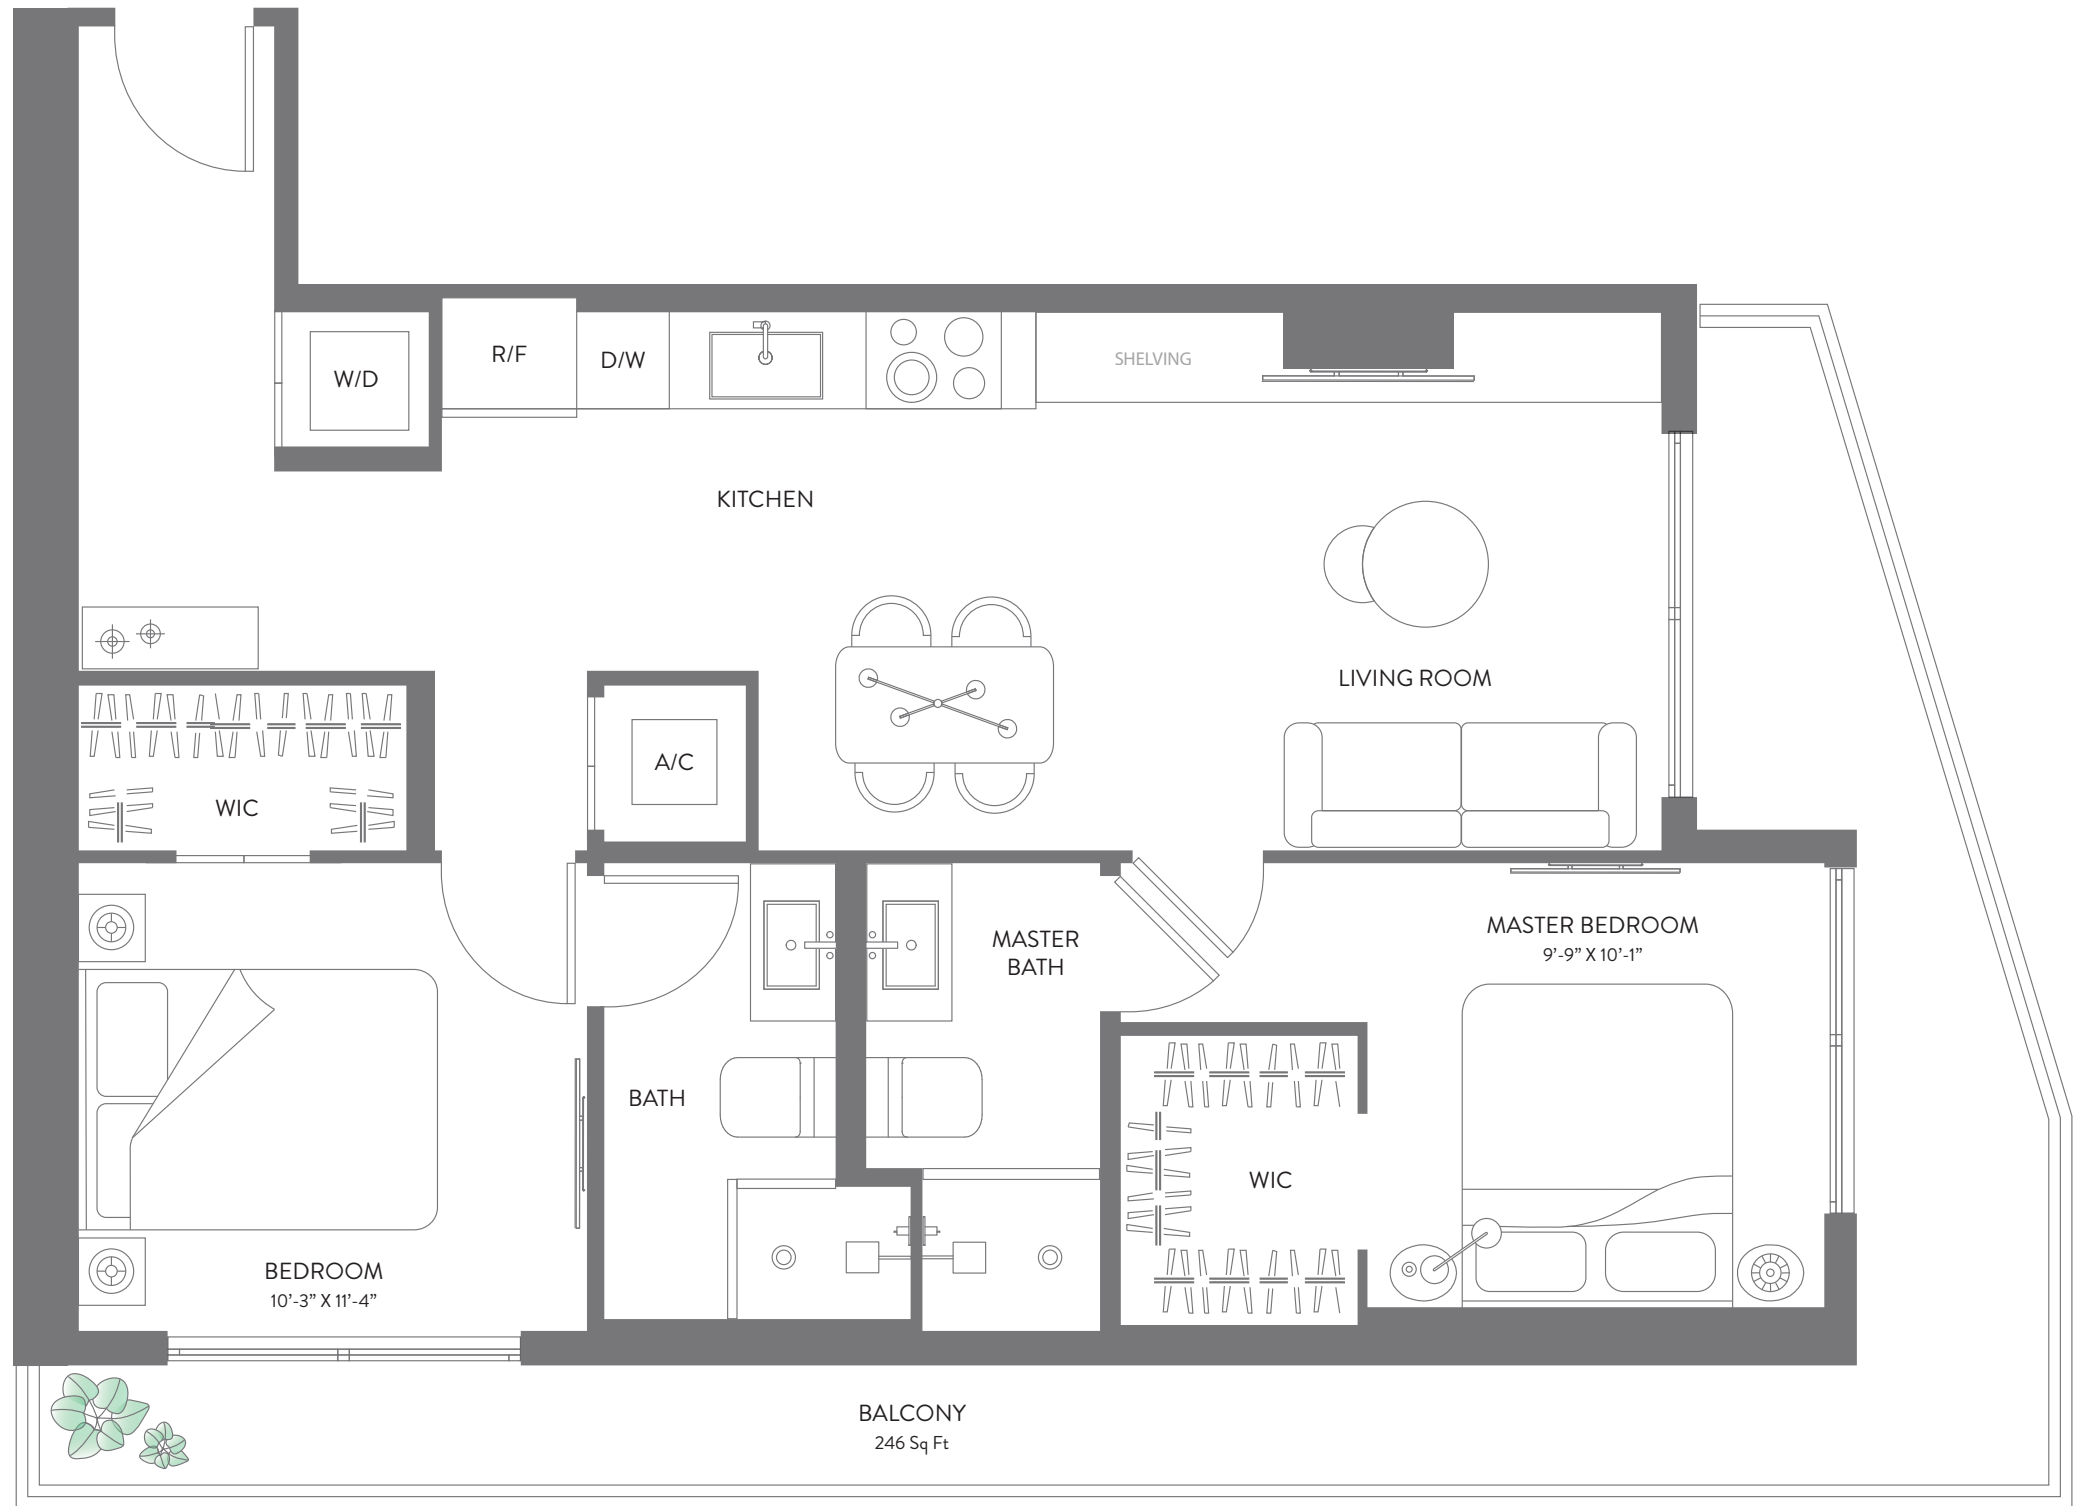 W/D
R/F
D/W
SHELVING
KITCHEN
LIVING ROOM
A/C
WIC
MASTER
BATH
MASTER BEDROOM
9’-9” X 10’-1”
BATH
WIC
BEDROOM
10’-3” X 11’-4”
BALCONY
246 Sq Ft